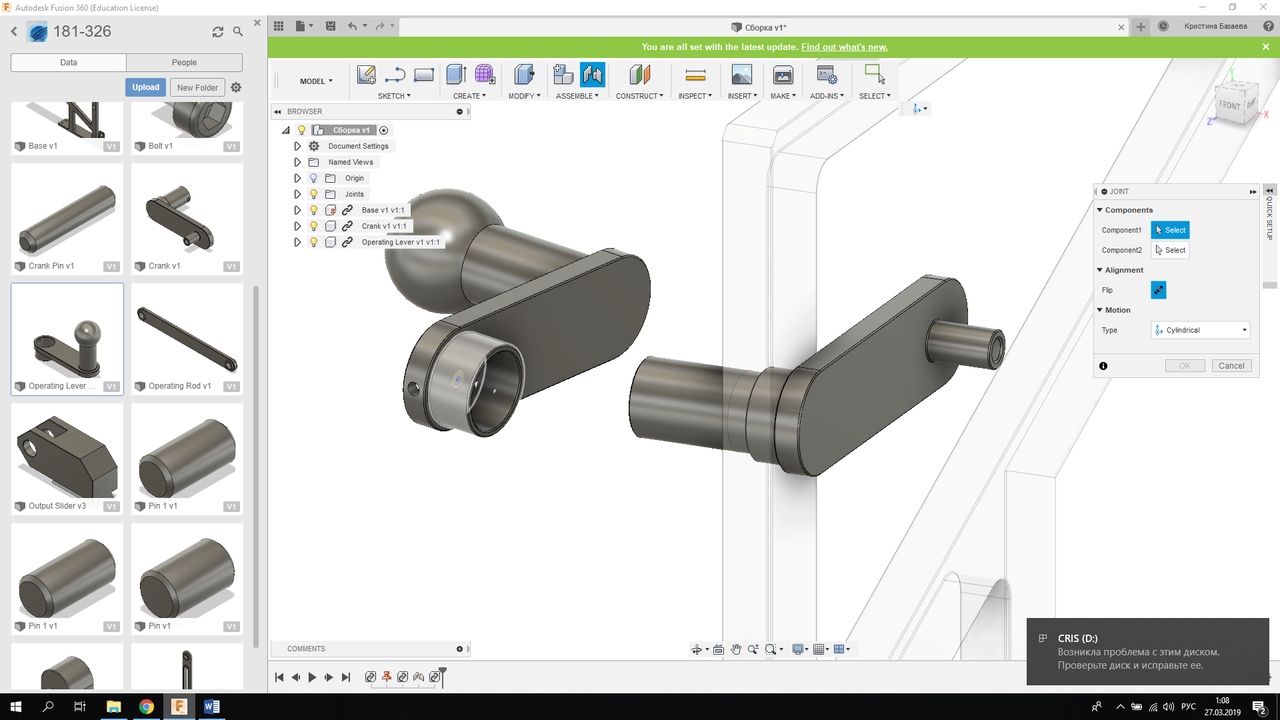 Autodesk Fusion 360 (Education License)
181-326
Data
People
Upload
New Folder
Base v1
V1
Bolt v1
V1
Crank Pin v1
V1
Crank v1
V1
Operating Lever ...
V1
Operating Rod v1
V1
Output Slider v3
V1
Pin 1 v1
V1
Pin 1 v1
V1
Pin v1
V1
Сборка v1*
Кристина Базаева
You are all set with the latest update. Find out what's new.
MODEL
SKETCH
CREATE
MODIFY
ASSEMBLE
CONSTRUCT
INSPECT
INSERT
MAKE
ADD-INS
SELECT
BROWSER
Сборка v1
Document Settings
Named Views
Origin
Joints
Base v1 v1:1
Crank v1 v1:1
Operating Lever v1 v1:1
FRONT
Z
X
JOINT
Components
Component1
Select
Component2
Select
Alignment
Flip
Motion
Type
Cylindrical
OK
Cancel
QUICK SETUP
COMMENTS
CRIS (D:)
Возникла проблема с этим диском.
Проверьте диск и исправьте ее.
РУС
1:08
27.03.2019
2